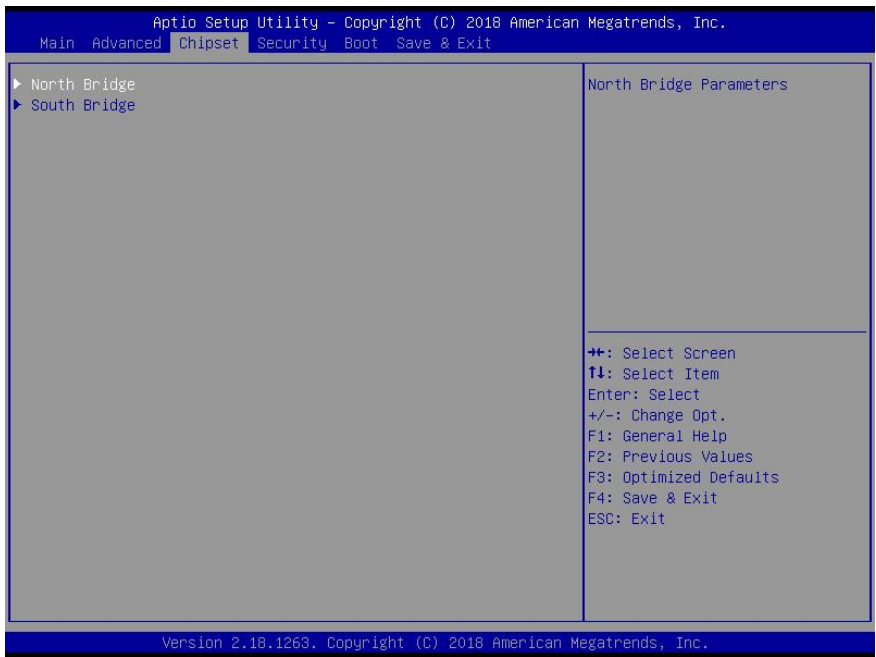 Aptio Setup Utility – Copyright (C) 2018 American Megatrends, Inc.
Main Advanced Chipset Security Boot Save & Exit
▶ North Bridge
▶ South Bridge
North Bridge Parameters
→←: Select Screen
↑↓: Select Item
Enter: Select
+/-: Change Opt.
F1: General Help
F2: Previous Values
F3: Optimized Defaults
F4: Save & Exit
ESC: Exit
Version 2.18.1263. Copyright (C) 2018 American Megatrends, Inc.